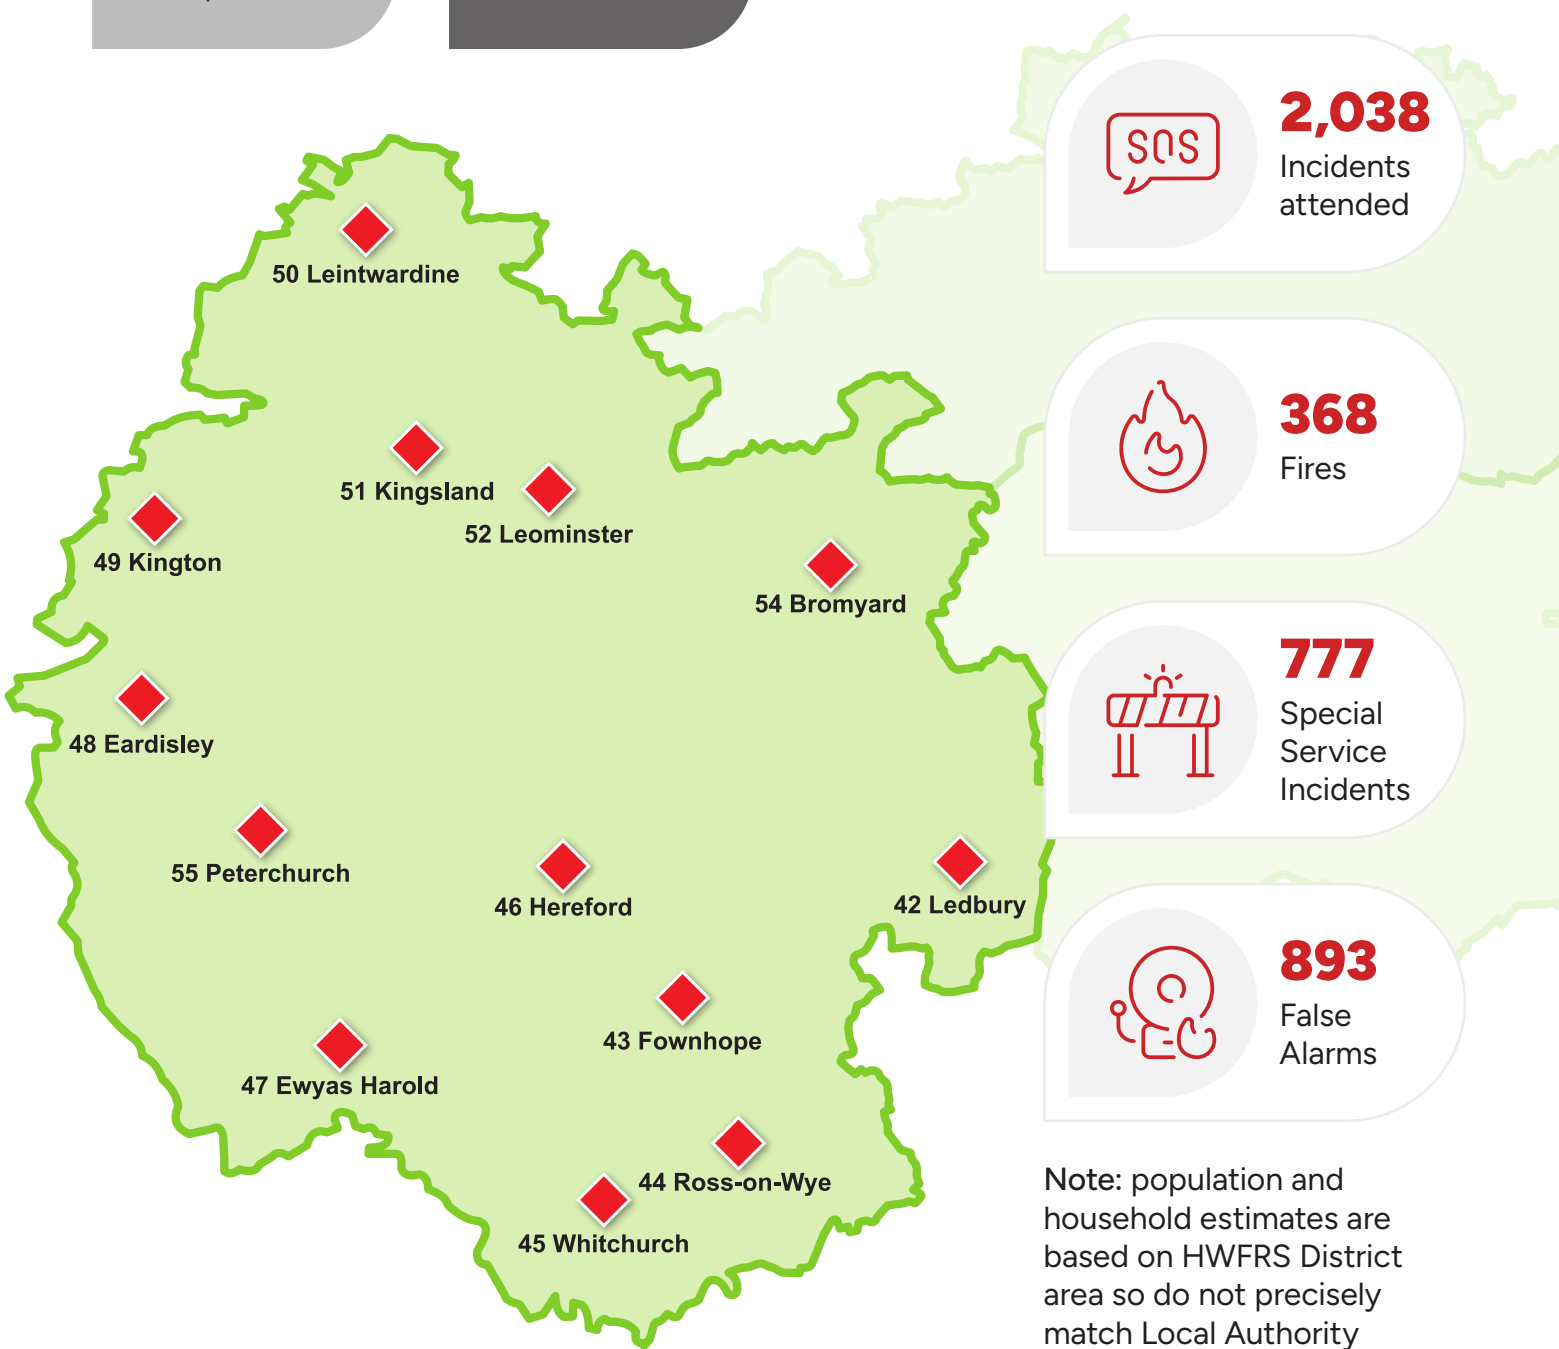 2,038
Incidents
attended
50 Leintwardine
368
Fires
51 Kingsland
52 Leominster
49 Kington
54 Bromyard
777
Special
Service
Incidents
48 Eardisley
55 Peterchurch
46 Hereford
42 Ledbury
893
False
Alarms
43 Fownhope
47 Ewyas Harold
44 Ross-on-Wye
45 Whitchurch
Note: population and
household estimates are
based on HWFRS District
area so do not precisely
match Local Authority
SOS